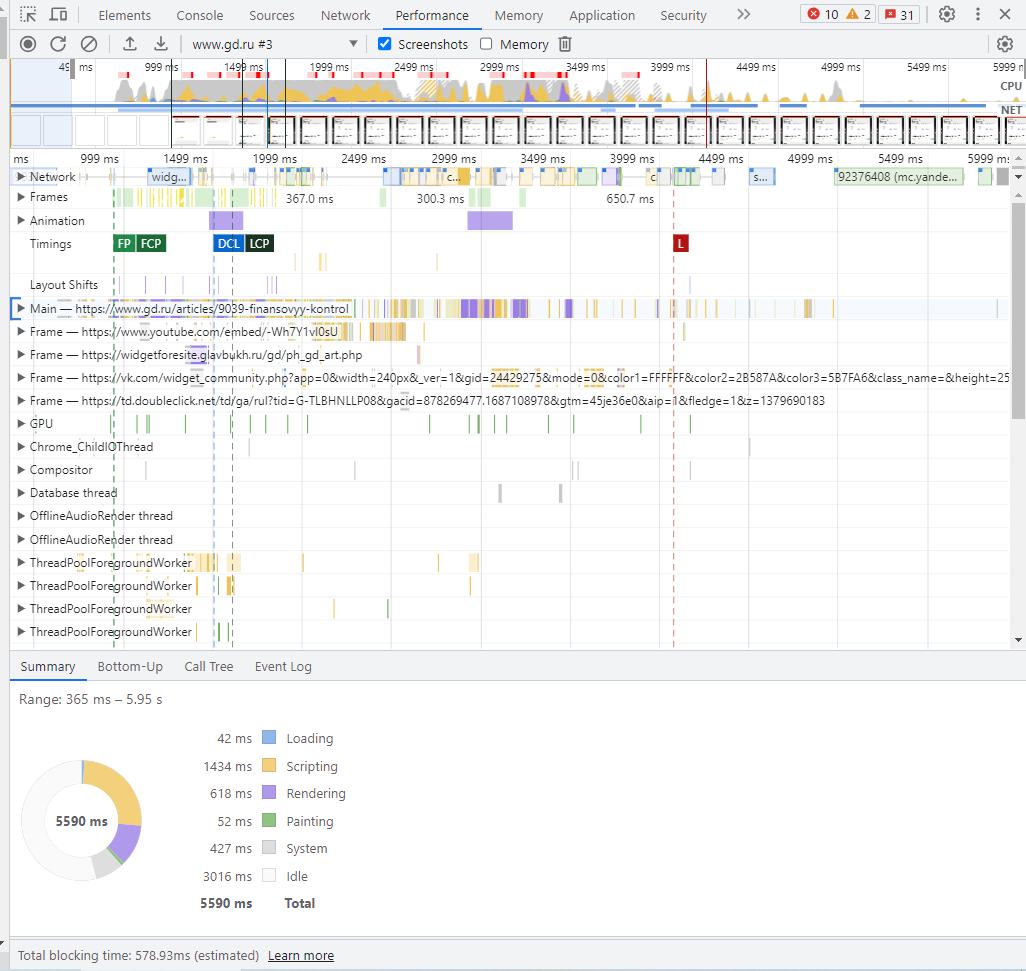 Elements Console Sources Network Performance Memory Application Security 10 2 31
www.gd.ru #3 Screenshots Memory
ms 999 ms 1499 ms 1999 ms 2499 ms 2999 ms 3499 ms 3999 ms 4499 ms 4999 ms 5499 ms 5999
CPU
NET
ms 999 ms 1499 ms 1999 ms 2499 ms 2999 ms 3499 ms 3999 ms 4499 ms 4999 ms 5499 ms 5999 ms
Network widg... c... c s... 92376408 (mc.yande...
Frames 367.0 ms 300.3 ms 650.7 ms
Animation
Timings FP FCP DCL LCP L
Layout Shifts
Main — https://www.gd.ru/articles/9039-finansovyy-kontrol
Frame — https://www.youtube.com/embed/-Wh7Y1vl0sU
Frame — https://widgetforesite.glavbukh.ru/gd/ph_gd_art.php
Frame — https://vk.com/widget_community.php?app=0&width=240px&_ver=1&gid=24429275&mode=0&color1=FFFFFF&color2=2B587A&color3=5B7FA6&class_name=&height=25
Frame — https://td.doubleclick.net/td/ga/rul?tid=G-TLBHNLLP08&gacid=878269477.1687108978&gtm=45je36e0&aip=1&fledge=1&z=1379690183
GPU
Chrome_ChildIOThread
Compositor
Database thread
OfflineAudioRender thread
OfflineAudioRender thread
ThreadPoolForegroundWorker
ThreadPoolForegroundWorker
ThreadPoolForegroundWorker
ThreadPoolForegroundWorker
Summary Bottom-Up Call Tree Event Log
Range: 365 ms – 5.95 s
42 ms Loading
1434 ms Scripting
618 ms Rendering
5590 ms
52 ms Painting
427 ms System
3016 ms Idle
5590 ms Total
Total blocking time: 578.93ms (estimated) Learn more